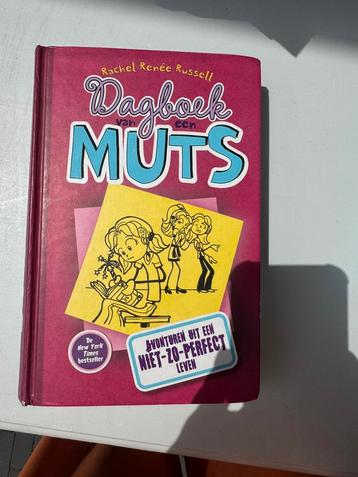 Rachel Renée Russell
Dagboek
van een
MUTS
De
New York
Times
bestseller
AVONTUREN UIT EEN
NIET-ZO-PERFECT
LEVEN